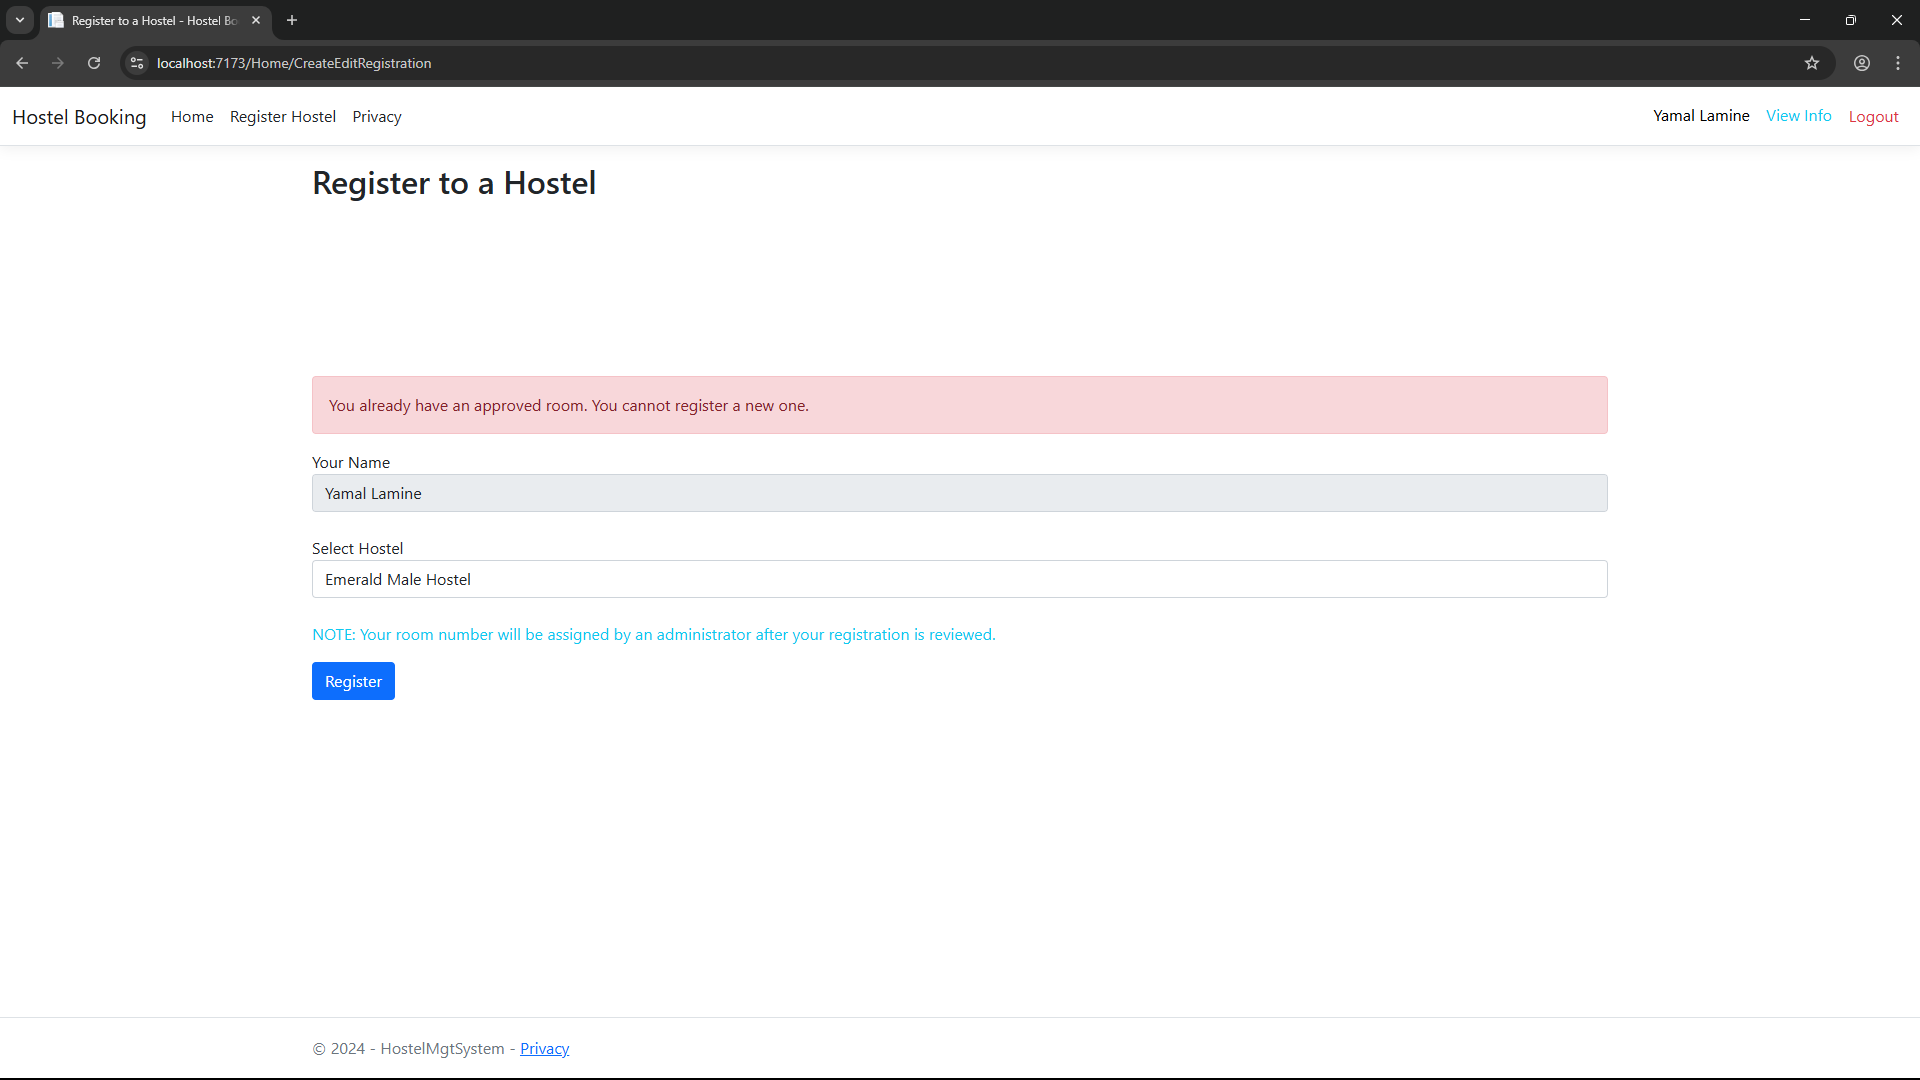 Register to a Hostel - Hostel Bo
localhost:7173/Home/CreateEditRegistration
Hostel Booking Home Register Hostel Privacy Yamal Lamine View Info Logout
Register to a Hostel
You already have an approved room. You cannot register a new one.
Your Name
Yamal Lamine
Select Hostel
Emerald Male Hostel
NOTE: Your room number will be assigned by an administrator after your registration is reviewed.
Register
© 2024 - HostelMgtSystem - Privacy